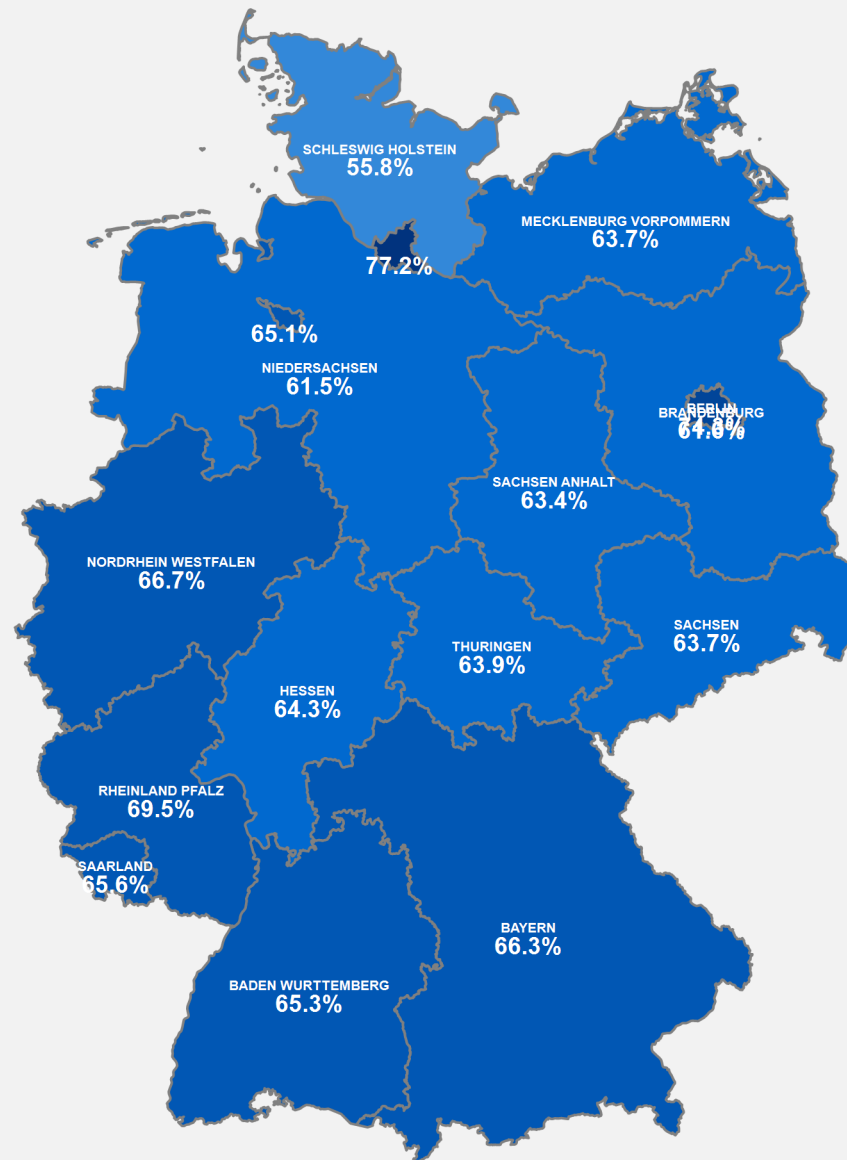 SCHLESWIG HOLSTEIN
55.8%
MECKLENBURG VORPOMMERN
63.7%
77.2%
65.1%
NIEDERSACHSEN
61.5%
BERLIN
BRANDENBURG
SACHSEN ANHALT
63.4%
NORDRHEIN WESTFALEN
66.7%
SACHSEN
63.7%
THURINGEN
63.9%
HESSEN
64.3%
RHEINLAND PFALZ
69.5%
SAARLAND
65.6%
BAYERN
66.3%
BADEN WURTTEMBERG
65.3%